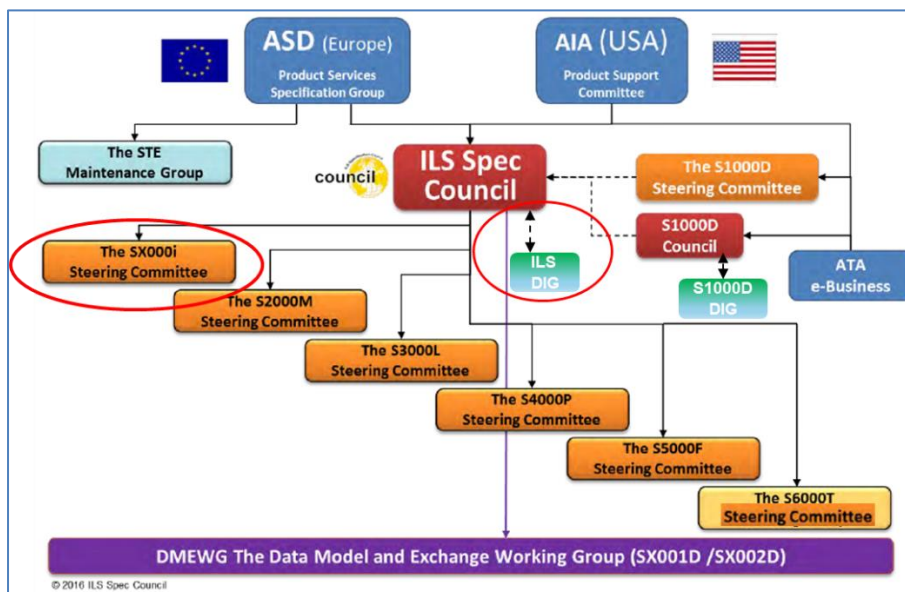 ASD (Europe)
Product Services
Specification Group
AIA (USA)
Product Support
Committee
The STE
Maintenance Group
council
ILS Spec
Council
The S1000D
Steering Committee
S1000D
Council
The SX000i
Steering Committee
ILS
DIG
S1000D
DIG
ATA
e-Business
The S2000M
Steering Committee
The S3000L
Steering Committee
The S4000P
Steering Committee
The S5000F
Steering Committee
The S6000T
Steering Committee
DMEWG The Data Model and Exchange Working Group (SX001D /SX002D)
© 2016 ILS Spec Council